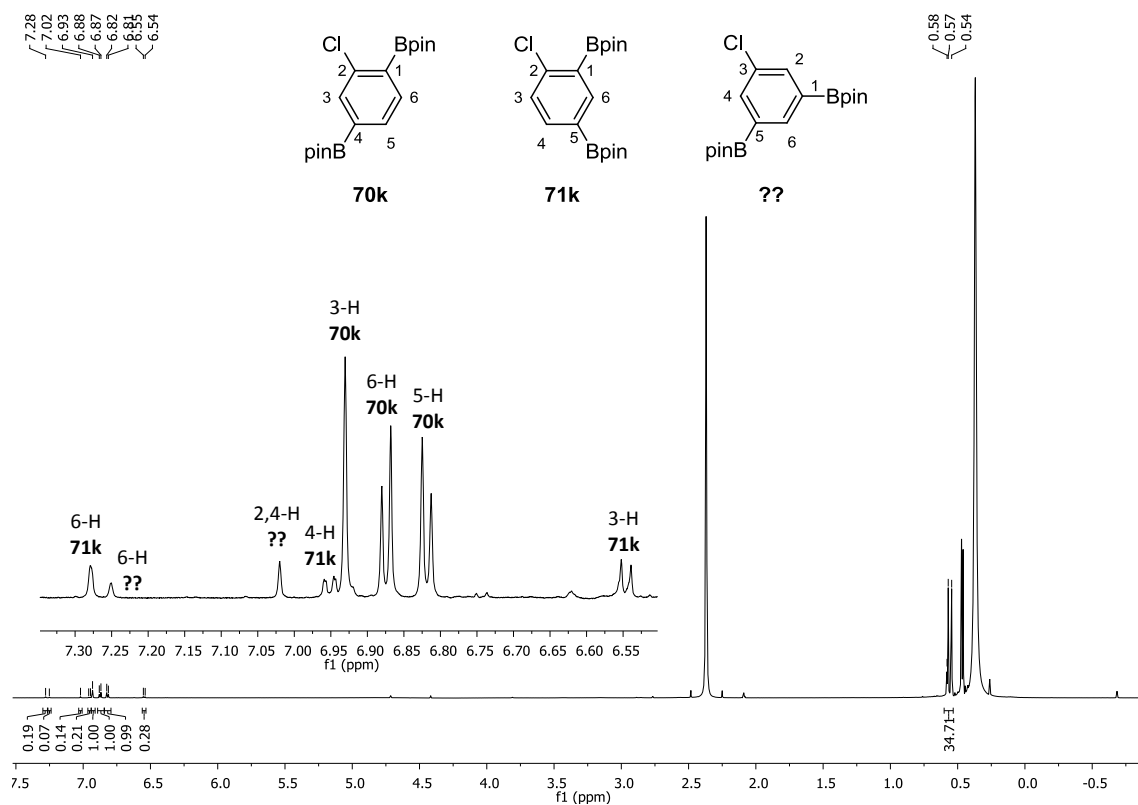 7.28
7.02
6.93
6.88
6.87
6.82
6.81
6.55
6.54
0.58
0.57
0.54
Cl Bpin
2 1
3 6
4 5
pinB
70k
Cl Bpin
2 1
3 6
4 5
Bpin
71k
Cl
3 2
4 1
Bpin
5 6
pinB
??
3-H
70k
6-H
70k
5-H
70k
6-H
71k
6-H
??
2,4-H
??
4-H
71k
3-H
71k
7.30 7.25 7.20 7.15 7.10 7.05 7.00 6.95 6.90 6.85 6.80 6.75 6.70 6.65 6.60 6.55
f1 (ppm)
0.19
0.07
0.14
0.21
1.00
1.00
0.99
0.28
34.71
7.5 7.0 6.5 6.0 5.5 5.0 4.5 4.0 3.5 3.0 2.5 2.0 1.5 1.0 0.5 0.0 -0.5
f1 (ppm)